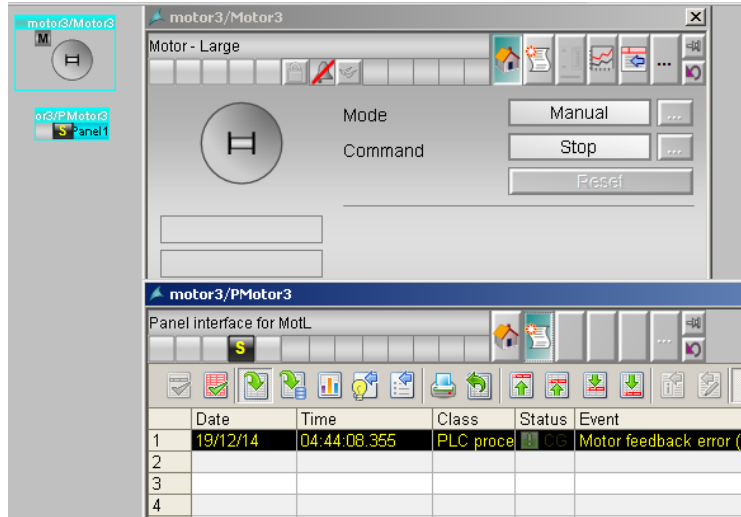 motor3/Motor3
M
or3/PMotor3
S Panel1
motor3/Motor3
Motor - Large
...
Mode Manual ...
Command Stop ...
Reset
motor3/PMotor3
Panel interface for MotL
S
...
Date Time Class Status Event
1 19/12/14 04:44:08.355 PLC proce CG Motor feedback error (
2
3
4